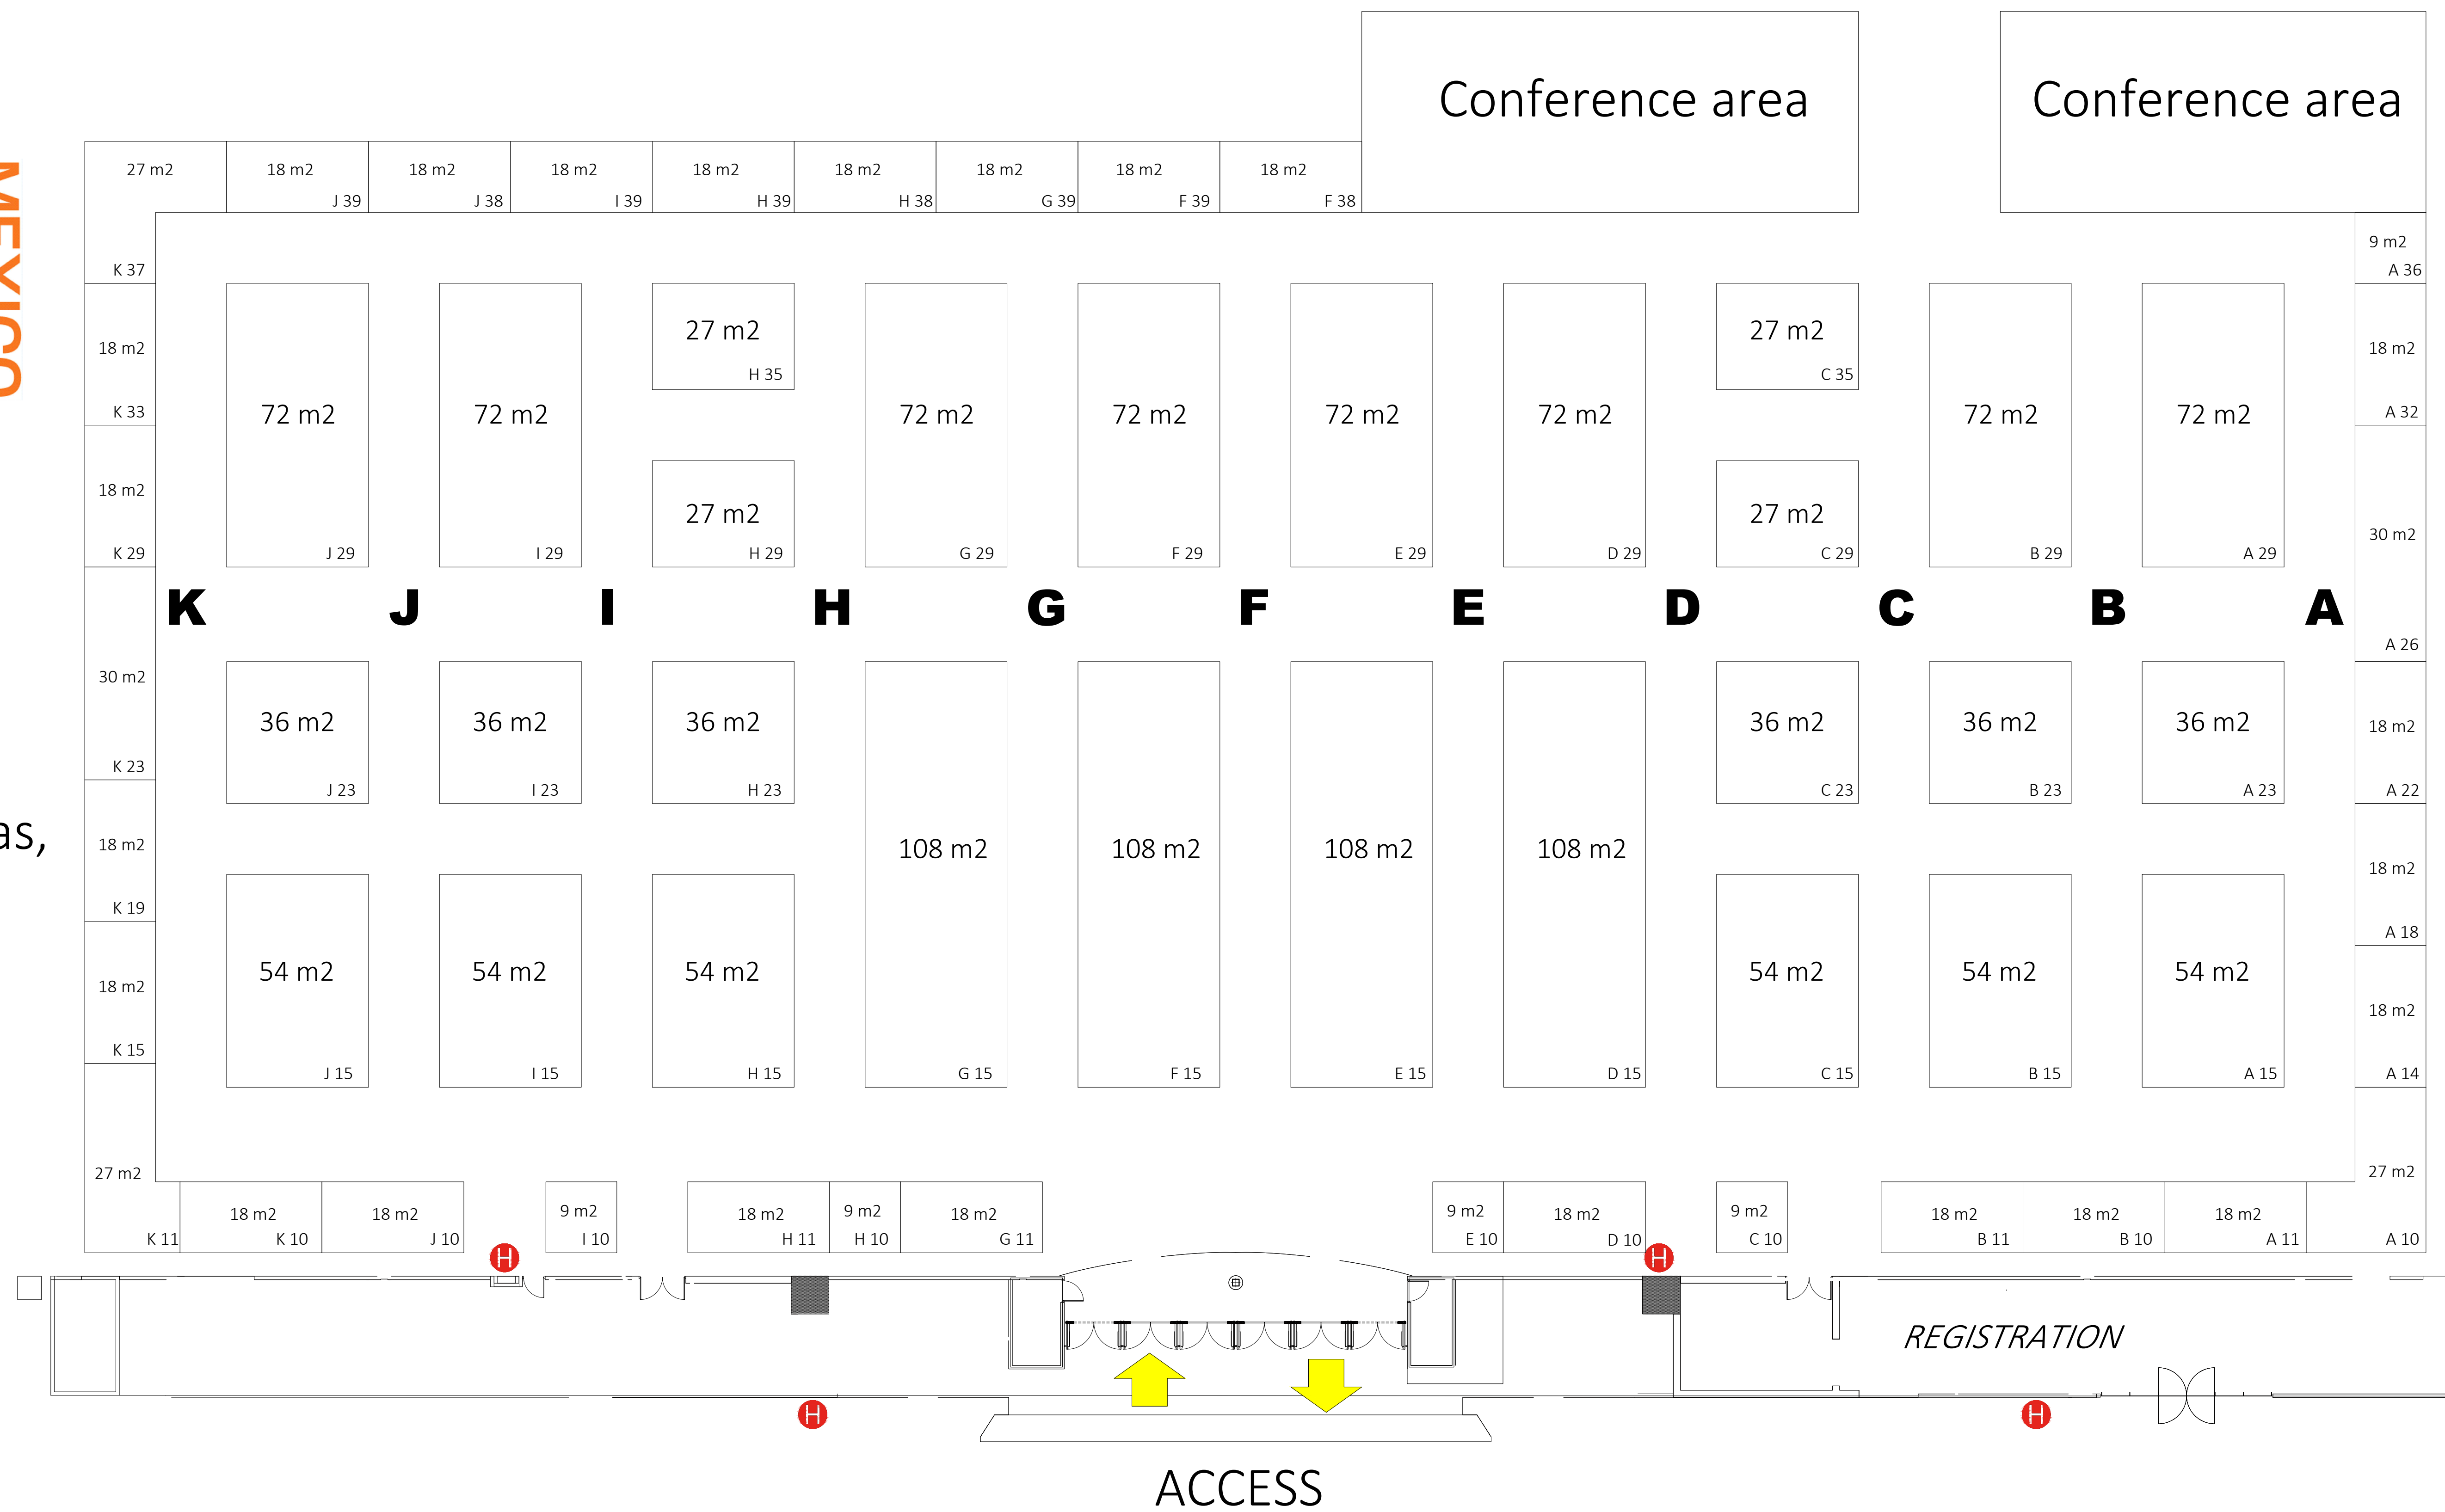 MEXICO
as,
Conference area
Conference area
27 m2
K 37
18 m2
J 39
18 m2
J 38
18 m2
I 39
18 m2
H 39
18 m2
H 38
18 m2
G 39
18 m2
F 39
18 m2
F 38
9 m2
A 36
18 m2
K 33
18 m2
K 29
72 m2
J 29
72 m2
I 29
27 m2
H 35
27 m2
H 29
72 m2
G 29
72 m2
F 29
72 m2
E 29
72 m2
D 29
27 m2
C 35
27 m2
C 29
72 m2
B 29
72 m2
A 29
18 m2
A 32
30 m2
A 26
K J I H G F E D C B A
30 m2
K 23
36 m2
J 23
36 m2
I 23
36 m2
H 23
36 m2
C 23
36 m2
B 23
36 m2
A 23
18 m2
A 22
18 m2
K 19
18 m2
K 15
54 m2
J 15
54 m2
I 15
54 m2
H 15
108 m2
G 15
108 m2
F 15
108 m2
E 15
108 m2
D 15
54 m2
C 15
54 m2
B 15
54 m2
A 15
18 m2
A 18
18 m2
A 14
27 m2
K 11
18 m2
K 10
18 m2
J 10
9 m2
I 10
18 m2
H 11
9 m2
H 10
18 m2
G 11
9 m2
E 10
18 m2
D 10
9 m2
C 10
18 m2
B 11
18 m2
B 10
18 m2
A 11
27 m2
A 10
H
H
REGISTRATION
H
H
ACCESS